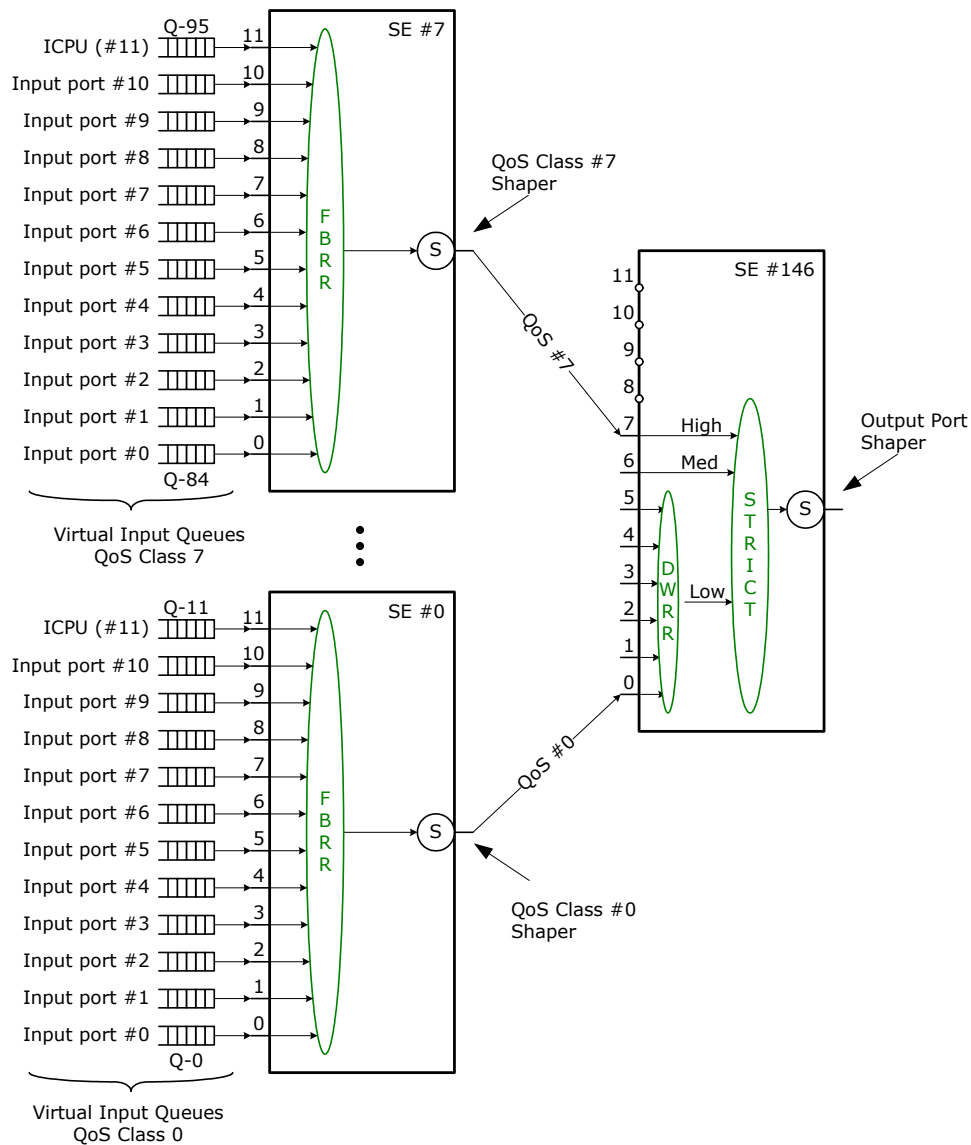 Q-95
SE #7
ICPU (#11)
11
Input port #10
10
Input port #9
9
Input port #8
8
Input port #7
7
Input port #6
6
Input port #5
5
Input port #4
4
Input port #3
3
Input port #2
2
Input port #1
1
Input port #0
0
Q-84
F
B
R
R
S
QoS Class #7
Shaper
Virtual Input Queues
QoS Class 7
QoS #7
SE #146
11
10
9
8
7
High
6
Med
5
4
3
2
1
0
D
W
R
R
Low
S
T
R
I
C
T
S
Output Port
Shaper
Q-11
SE #0
ICPU (#11)
11
Input port #10
10
Input port #9
9
Input port #8
8
Input port #7
7
Input port #6
6
Input port #5
5
Input port #4
4
Input port #3
3
Input port #2
2
Input port #1
1
Input port #0
0
Q-0
F
B
R
R
S
QoS #0
QoS Class #0
Shaper
Virtual Input Queues
QoS Class 0